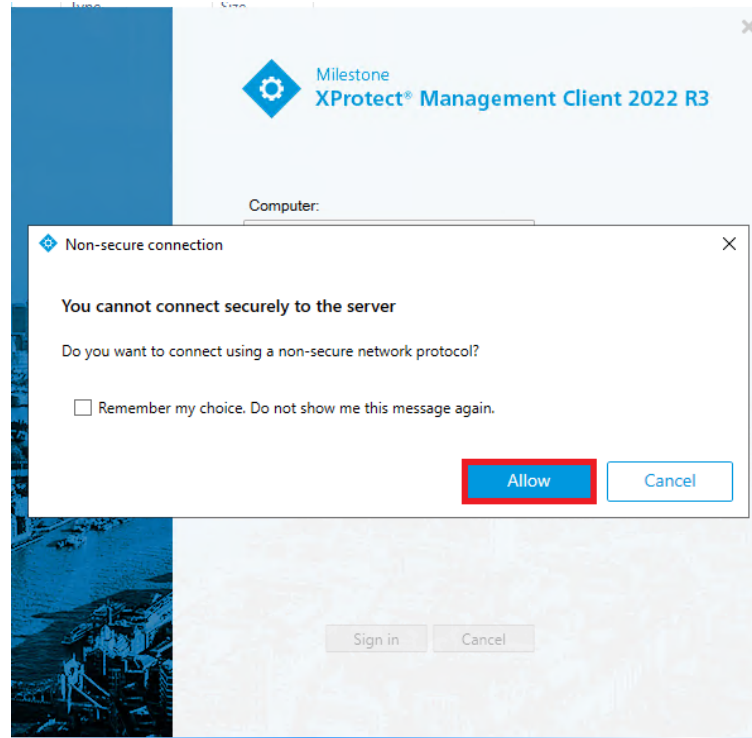 Type Size
Milestone
XProtect® Management Client 2022 R3
Computer:
Non-secure connection
You cannot connect securely to the server
Do you want to connect using a non-secure network protocol?
Remember my choice. Do not show me this message again.
Allow Cancel
Sign in Cancel